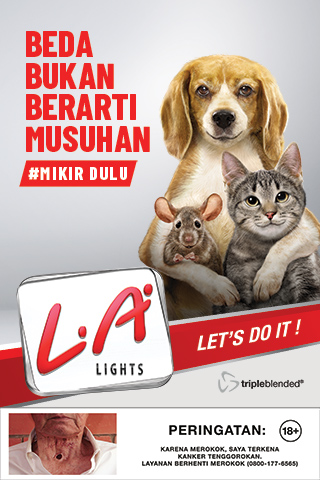 BEDA
BUKAN
BERARTI
MUSUHAN
#MIKIR DULU
L.A.
LIGHTS
LET'S DO IT !
tripleblended®
PERINGATAN:
18+
KARENA MEROKOK, SAYA TERKENA
KANKER TENGGOROKAN.
LAYANAN BERHENTI MEROKOK (0800-177-6565)